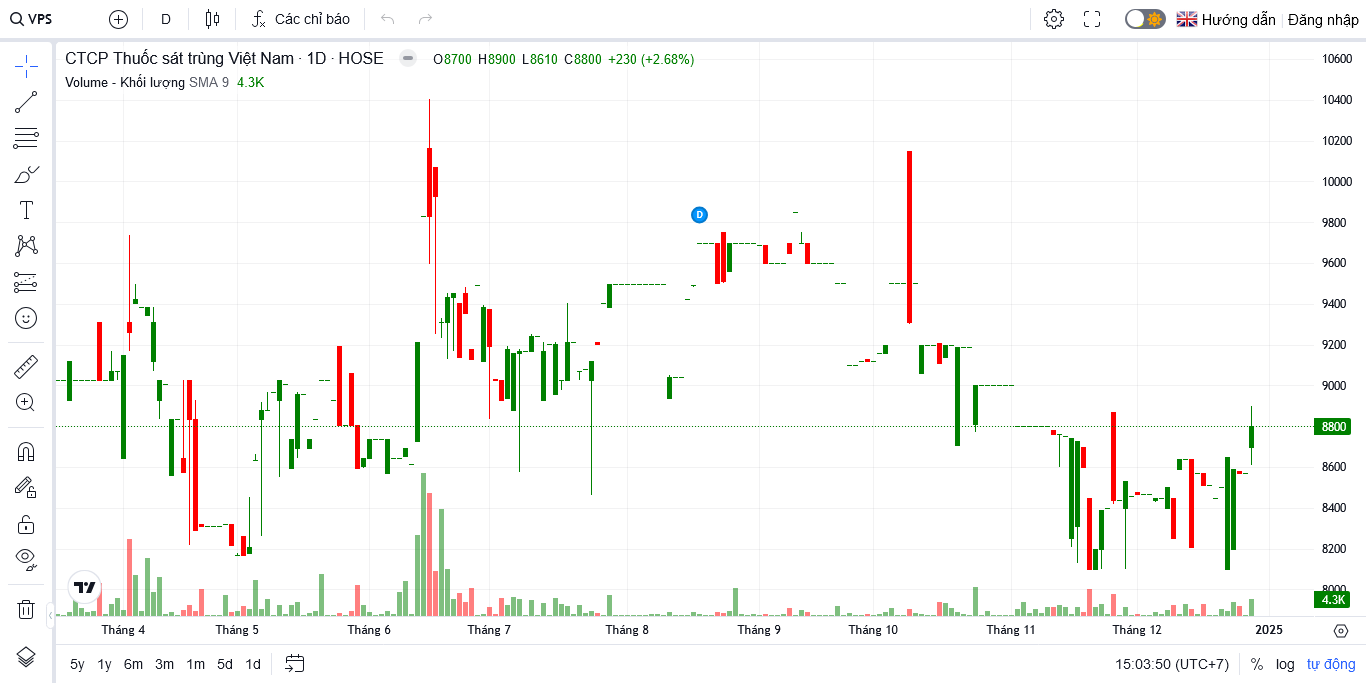 VPS D Các chỉ báo Hướng dẫn Đăng nhập
CTCP Thuốc sát trùng Việt Nam · 1D · HOSE O8700 H8900 L8610 C8800 +230 (+2.68%)
Volume - Khối lượng SMA 9 4.3K
D
10600
10400
10200
10000
9800
9600
9400
9200
9000
8800
8600
8400
8200
8000
4.3K
Tháng 4 Tháng 5 Tháng 6 Tháng 7 Tháng 8 Tháng 9 Tháng 10 Tháng 11 Tháng 12 2025
5y 1y 6m 3m 1m 5d 1d 15:03:50 (UTC+7) % log tự động